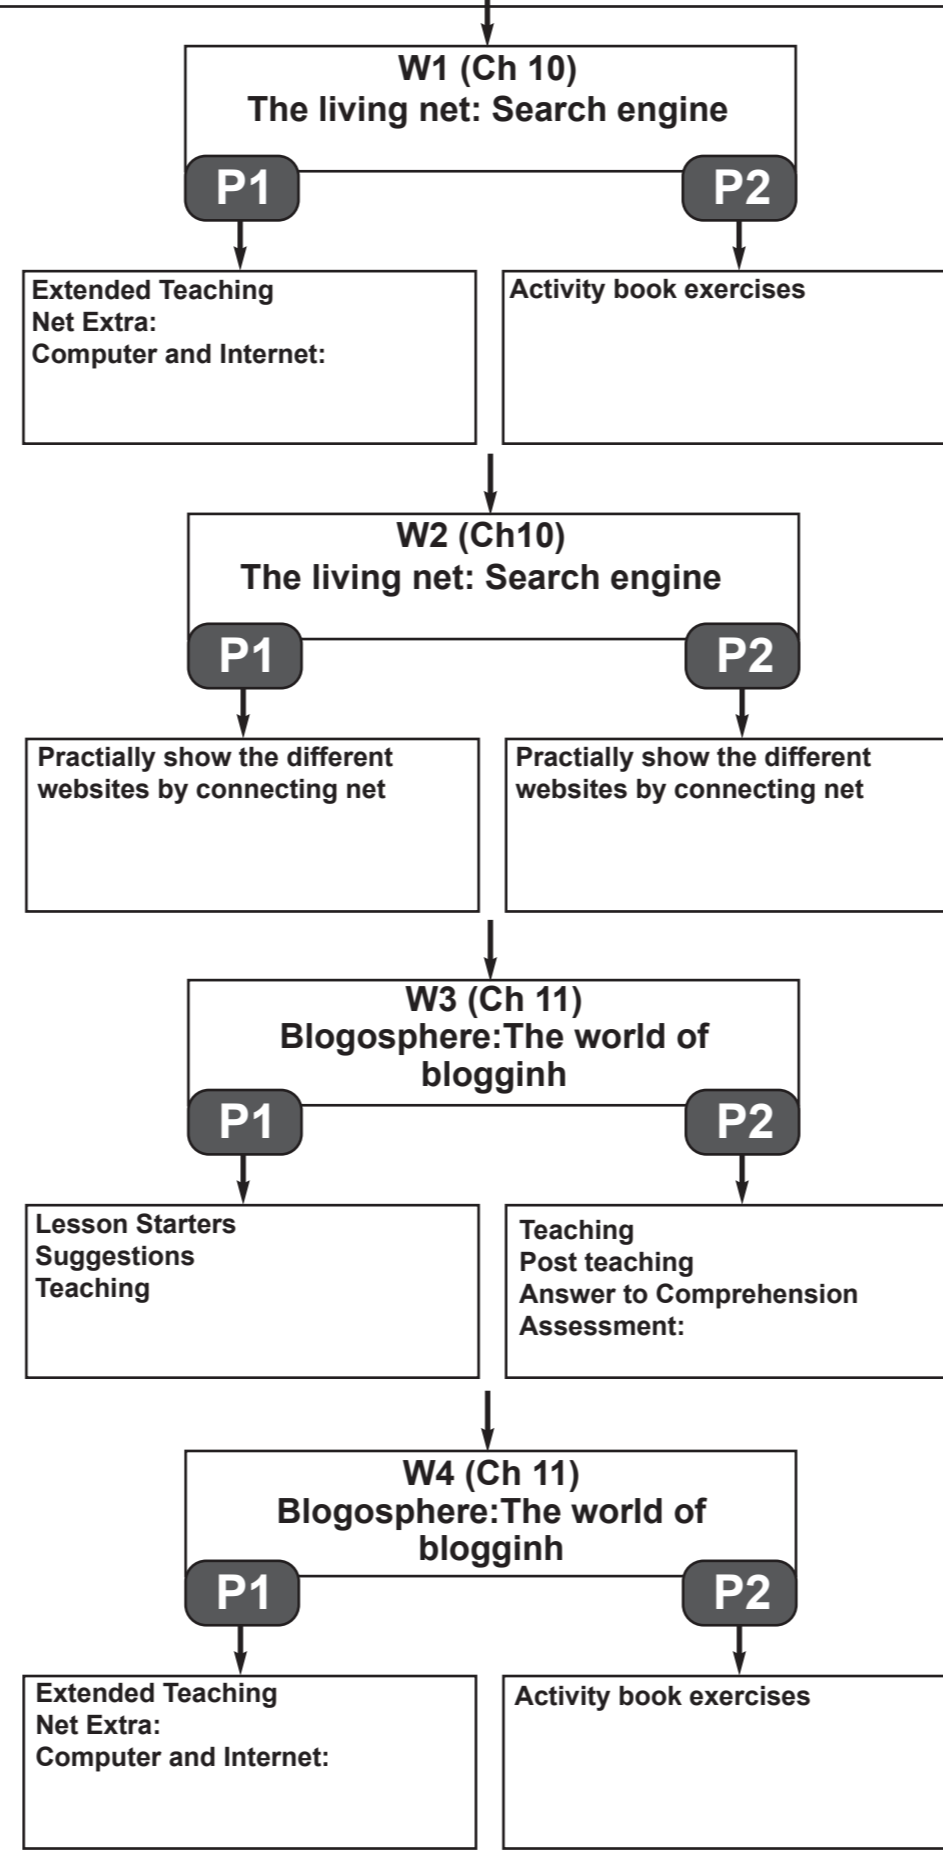 W1 (Ch 10)
The living net: Search engine
P1
P2
Extended Teaching
Net Extra:
Computer and Internet:
Activity book exercises
W2 (Ch10)
The living net: Search engine
P1
P2
Practially show the different
websites by connecting net
Practially show the different
websites by connecting net
W3 (Ch 11)
Blogosphere:The world of
blogginh
P1
P2
Lesson Starters
Suggestions
Teaching
Teaching
Post teaching
Answer to Comprehension
Assessment:
W4 (Ch 11)
Blogosphere:The world of
blogginh
P1
P2
Extended Teaching
Net Extra:
Computer and Internet:
Activity book exercises